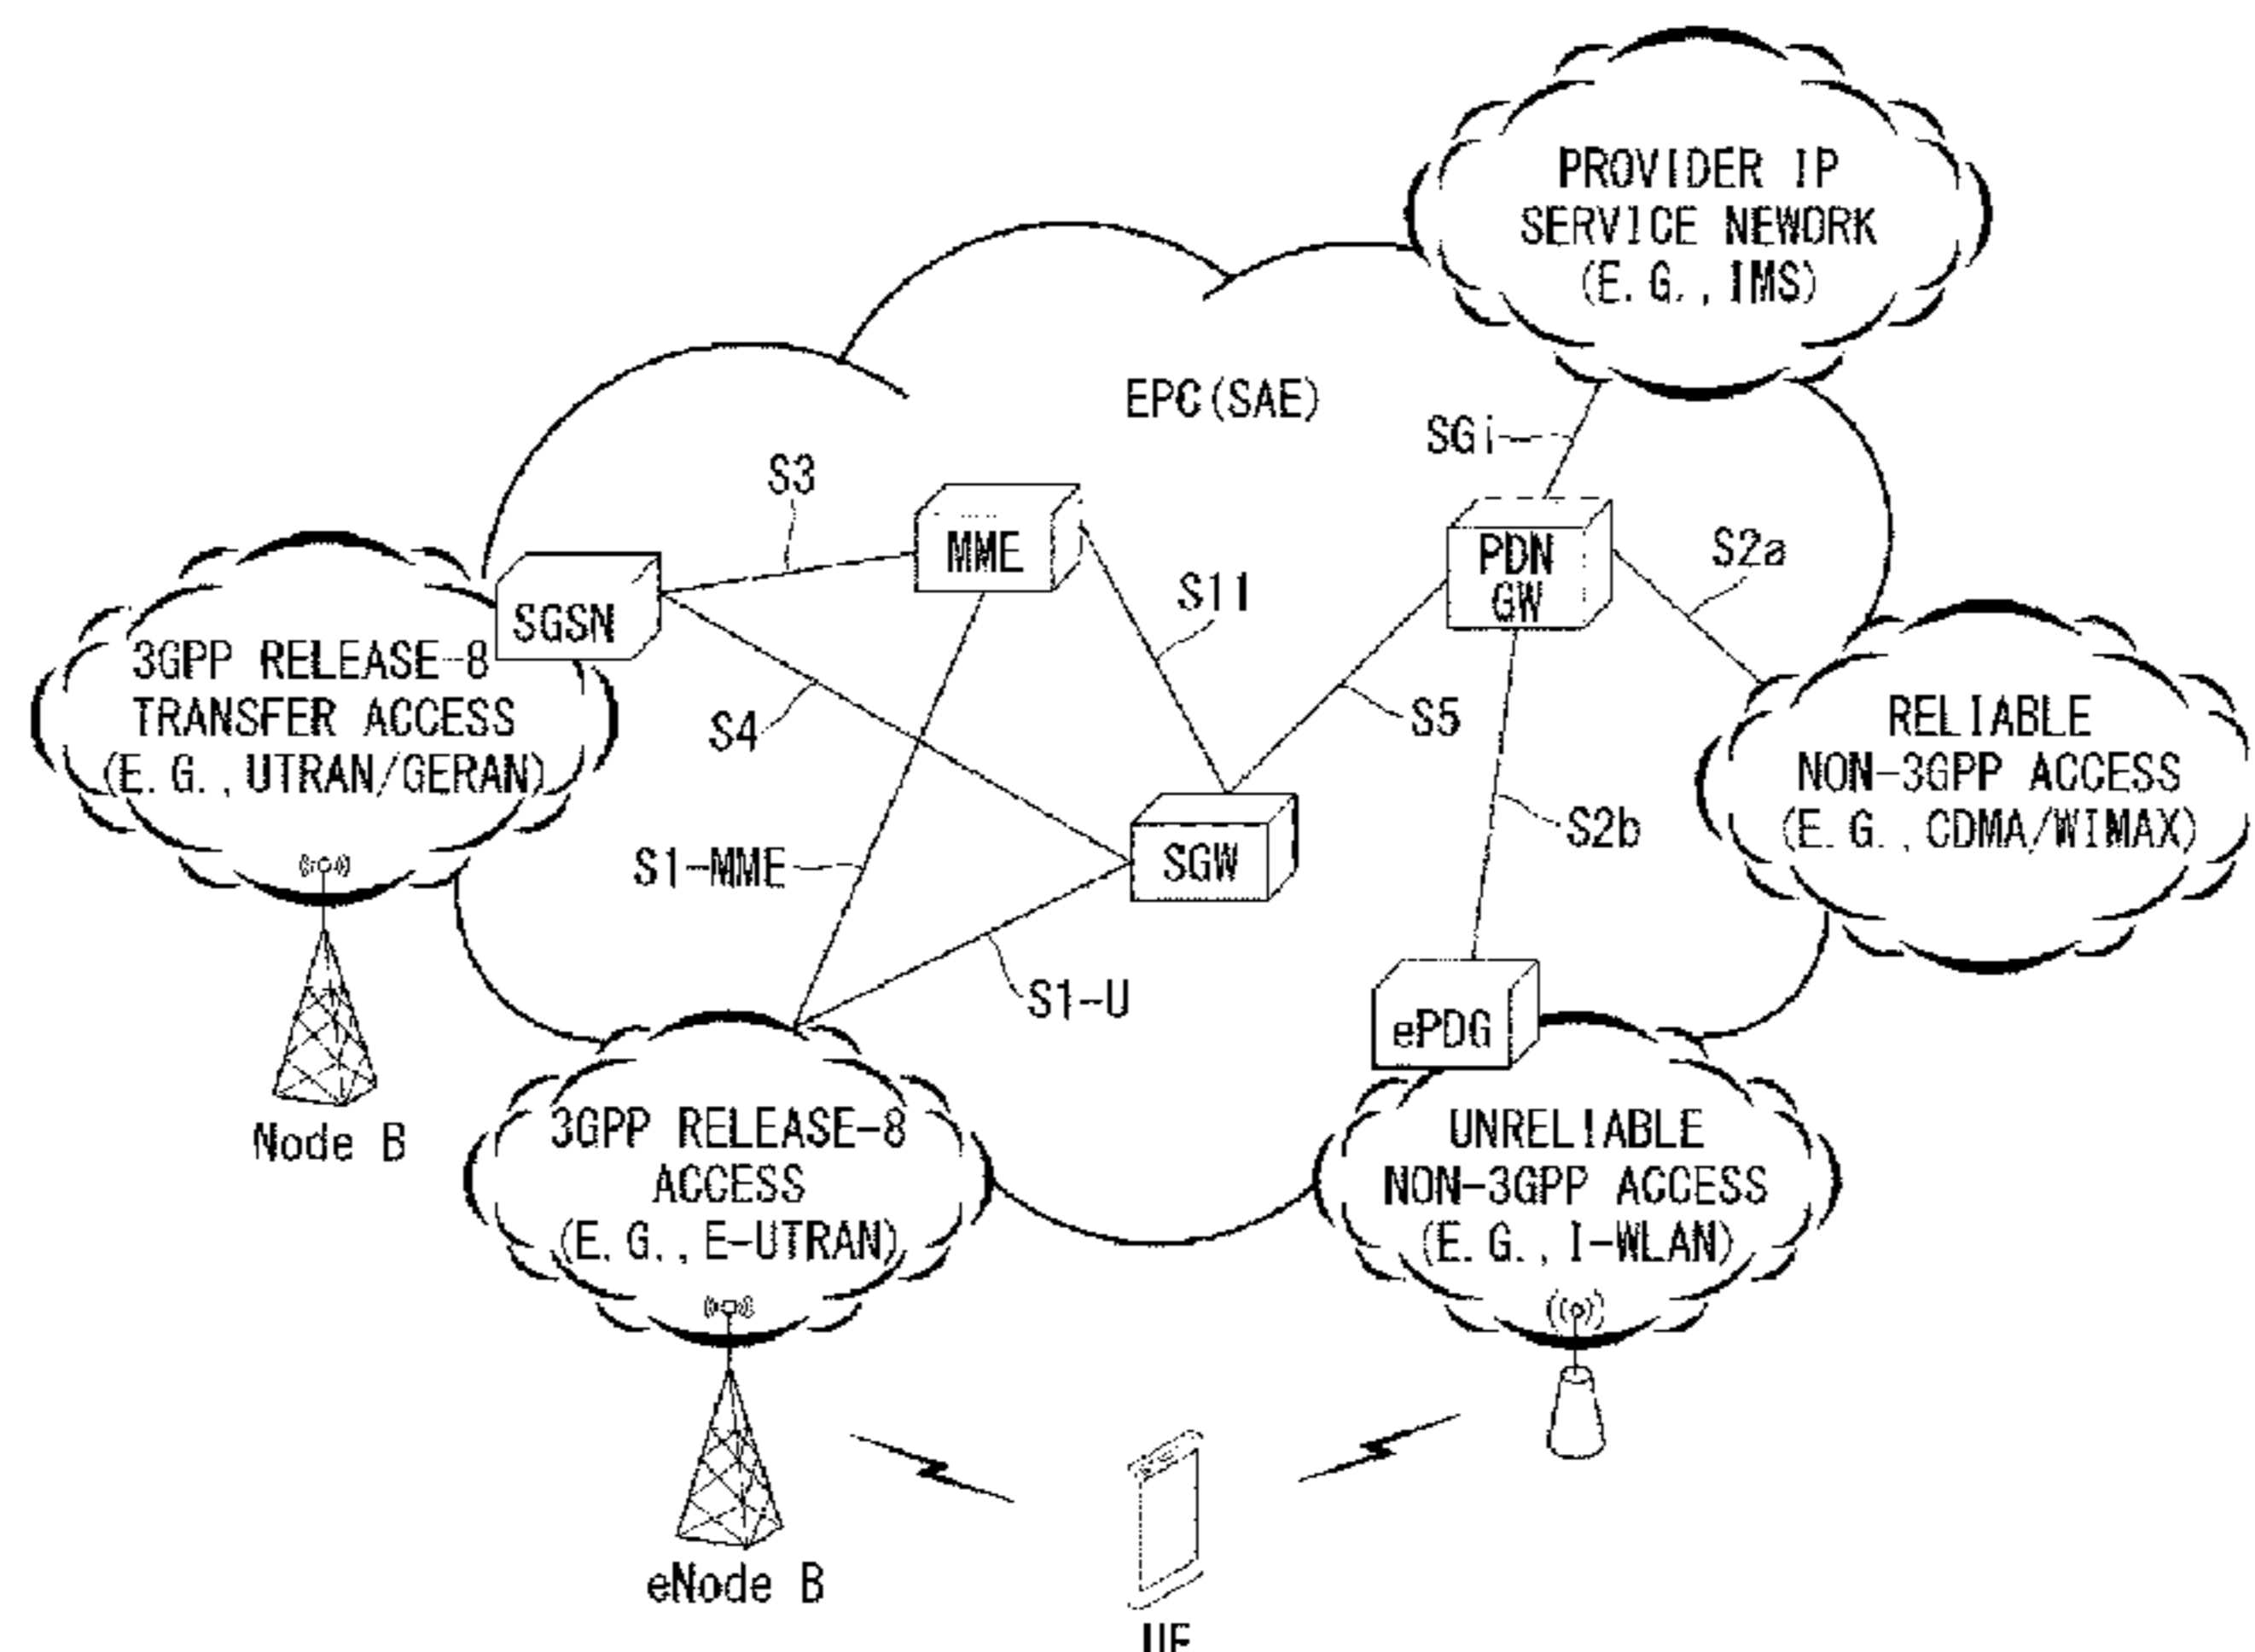 PROVIDER IP
SERVICE NEWORK
(E.G.,IMS)
EPC(SAE)
SGi
S3
MME
PDN
GW
S2a
S11
SGSN
3GPP RELEASE-8
TRANSFER ACCESS
(E.G.,UTRAN/GERAN)
S4
S5
RELIABLE
NON-3GPP ACCESS
(E.G.,CDMA/WIMAX)
S2b
S1-MME
SGW
S1-U
ePDG
Node B
3GPP RELEASE-8
ACCESS
(E.G.,E-UTRAN)
UNRELIABLE
NON-3GPP ACCESS
(E.G.,I-WLAN)
eNode B
UE